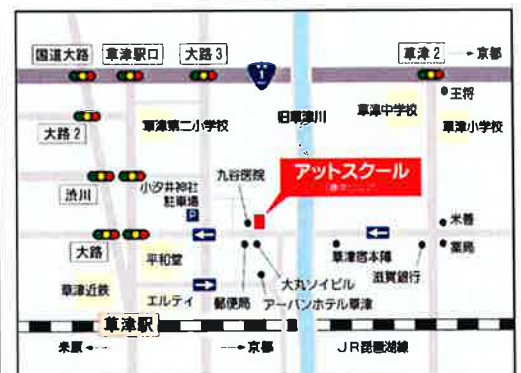 国道大路
草津駅口
大路3
草津2
→京都
1
王将
大路2
草津第二小学校
旧草津川
草津中学校
草津小学校
渋川
小汐井神社
駐車場
P
九谷医院
アットスクール
大路
平和堂
米善
薬局
草津宿本陣
滋賀銀行
草津近鉄
エルティ
郵便局
大丸ソイビル
アーバンホテル草津
草津駅
米原←
→京都
JR琵琶湖線